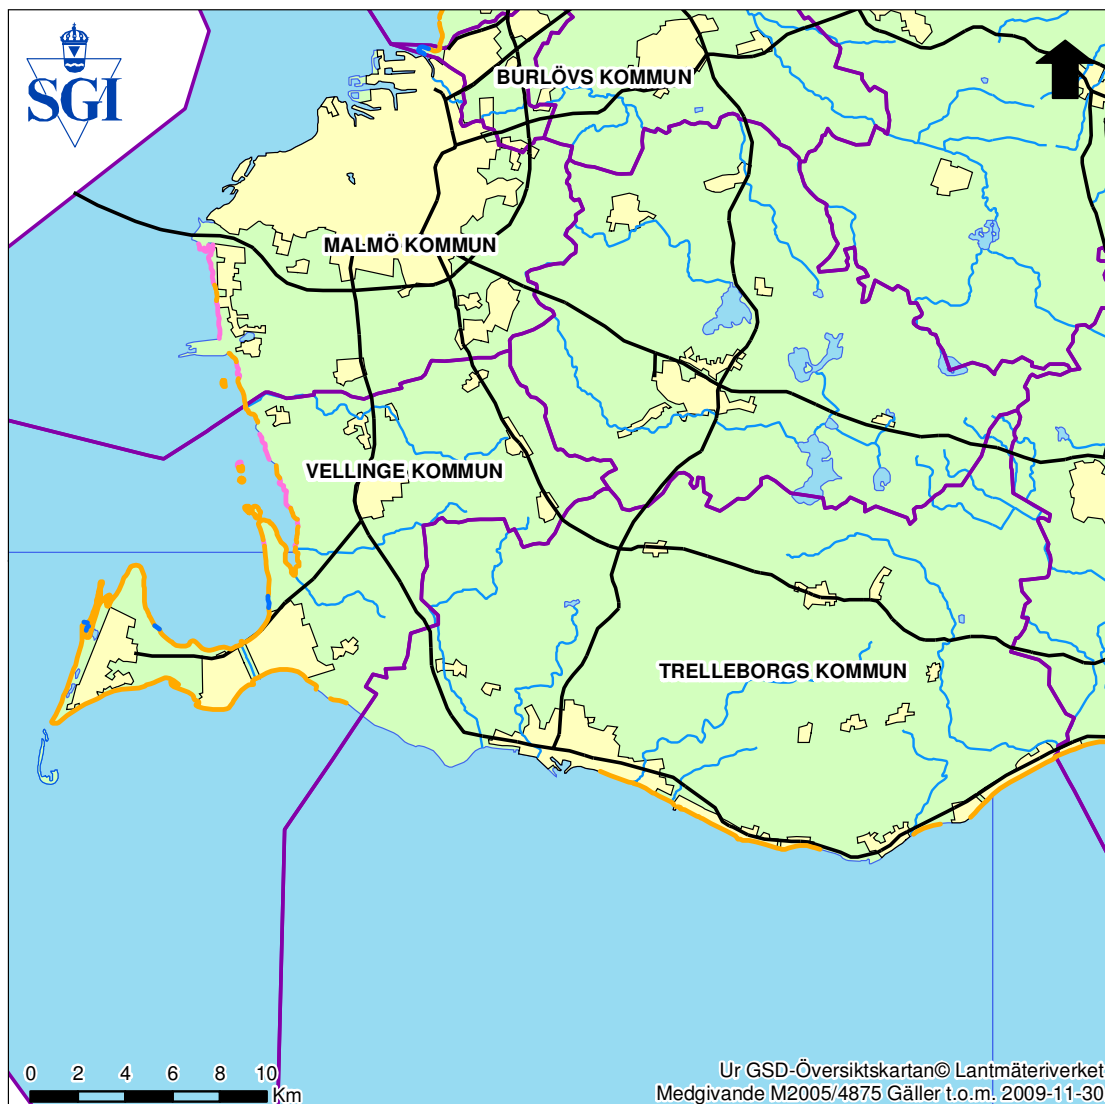 SGI
BURLÖVS KOMMUN
MALMÖ KOMMUN
VELLINGE KOMMUN
TRELLEBORGS KOMMUN
0 2 4 6 8 10
Km
Ur GSD-Översiktskartan© Lantmäteriverket
Medgivande M2005/4875 Gäller t.o.m. 2009-11-30